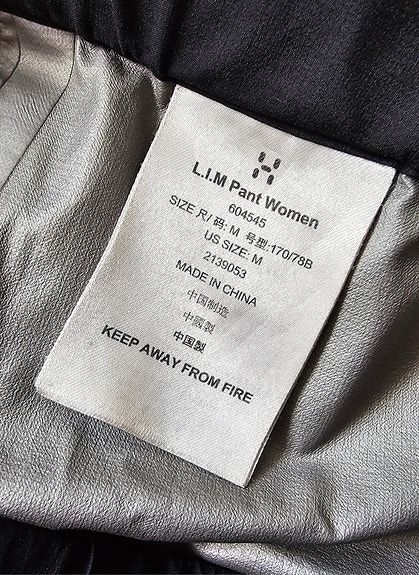 L.I.M Pant Women
604545
SIZE 尺/ 码: M 号型:170/78B
US SIZE: M
2139053
MADE IN CHINA
中国制造
中國製
中国製
KEEP AWAY FROM FIRE